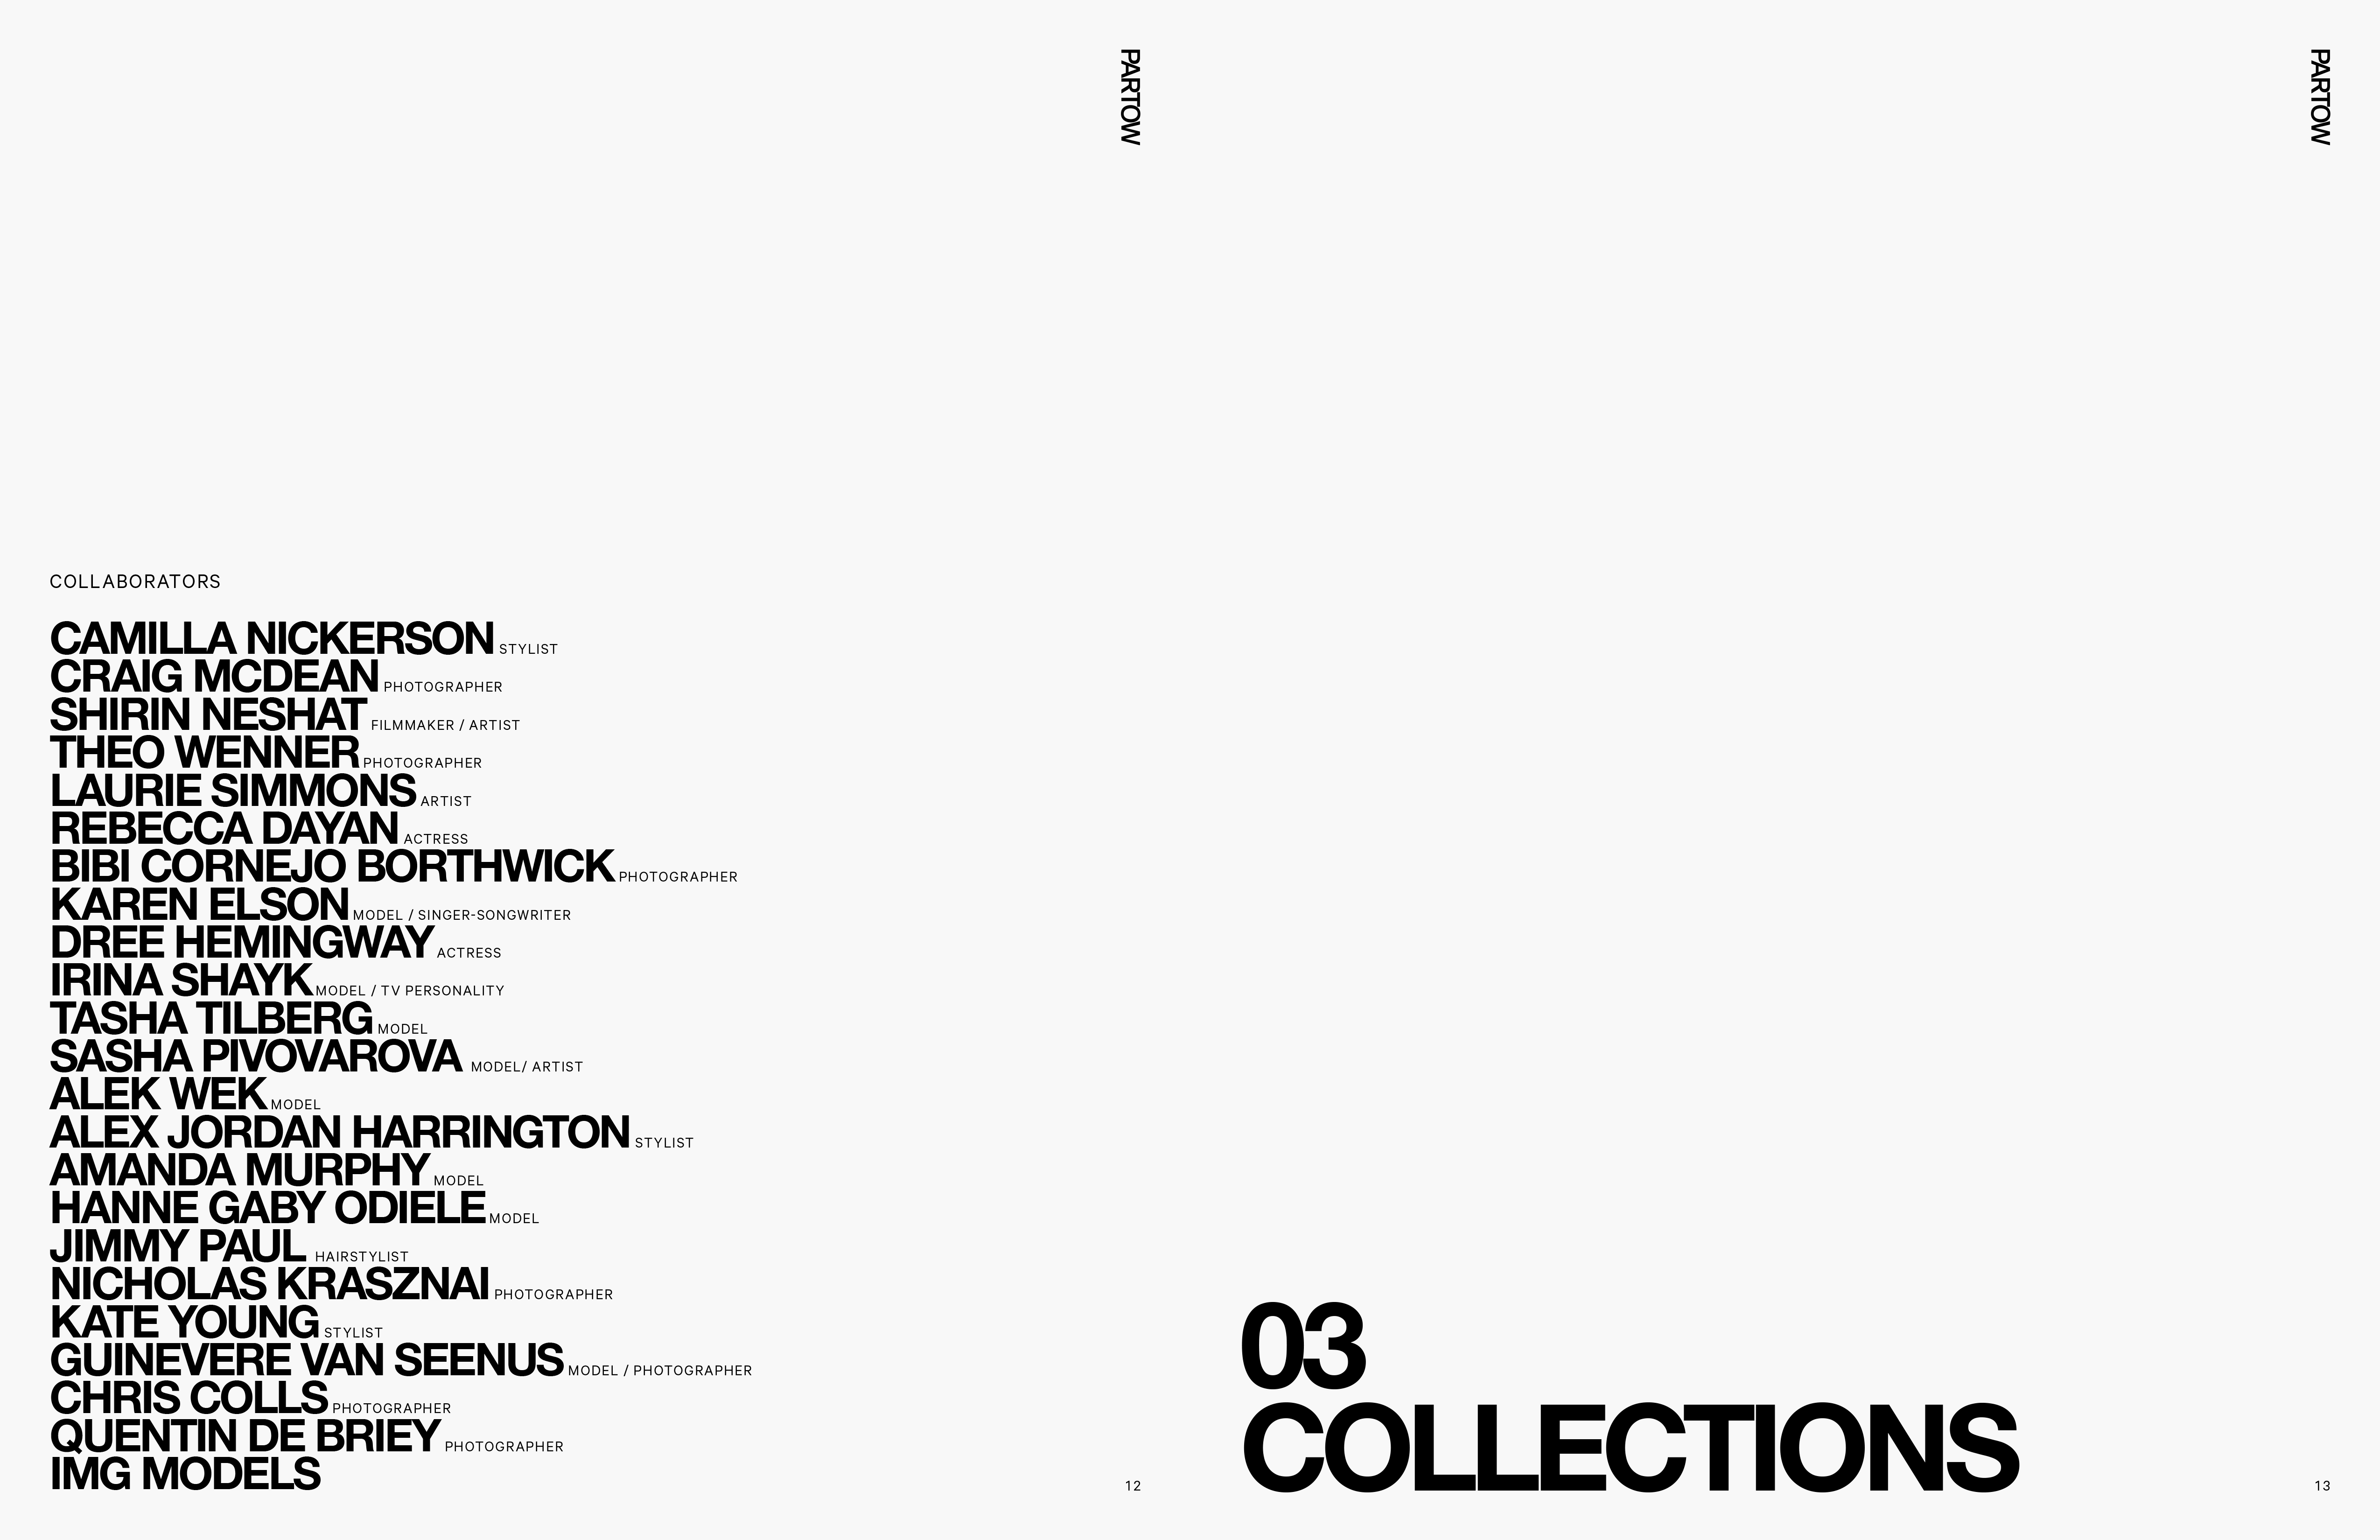 PARTOW
COLLABORATORS
CAMILLA NICKERSON STYLIST
CRAIG MCDEAN PHOTOGRAPHER
SHIRIN NESHAT FILMMAKER / ARTIST
THEO WENNER PHOTOGRAPHER
LAURIE SIMMONS ARTIST
REBECCA DAYAN ACTRESS
BIBI CORNEJO BORTHWICK PHOTOGRAPHER
KAREN ELSON MODEL / SINGER-SONGWRITER
DREE HEMINGWAY ACTRESS
IRINA SHAYK MODEL / TV PERSONALITY
TASHA TILBERG MODEL
SASHA PIVOVAROVA MODEL/ ARTIST
ALEK WEK MODEL
ALEX JORDAN HARRINGTON STYLIST
AMANDA MURPHY MODEL
HANNE GABY ODIELE MODEL
JIMMY PAUL HAIRSTYLIST
NICHOLAS KRASZNAI PHOTOGRAPHER
KATE YOUNG STYLIST
GUINEVERE VAN SEENUS MODEL / PHOTOGRAPHER
CHRIS COLLS PHOTOGRAPHER
QUENTIN DE BRIEY PHOTOGRAPHER
IMG MODELS
12
PARTOW
03
COLLECTIONS
13